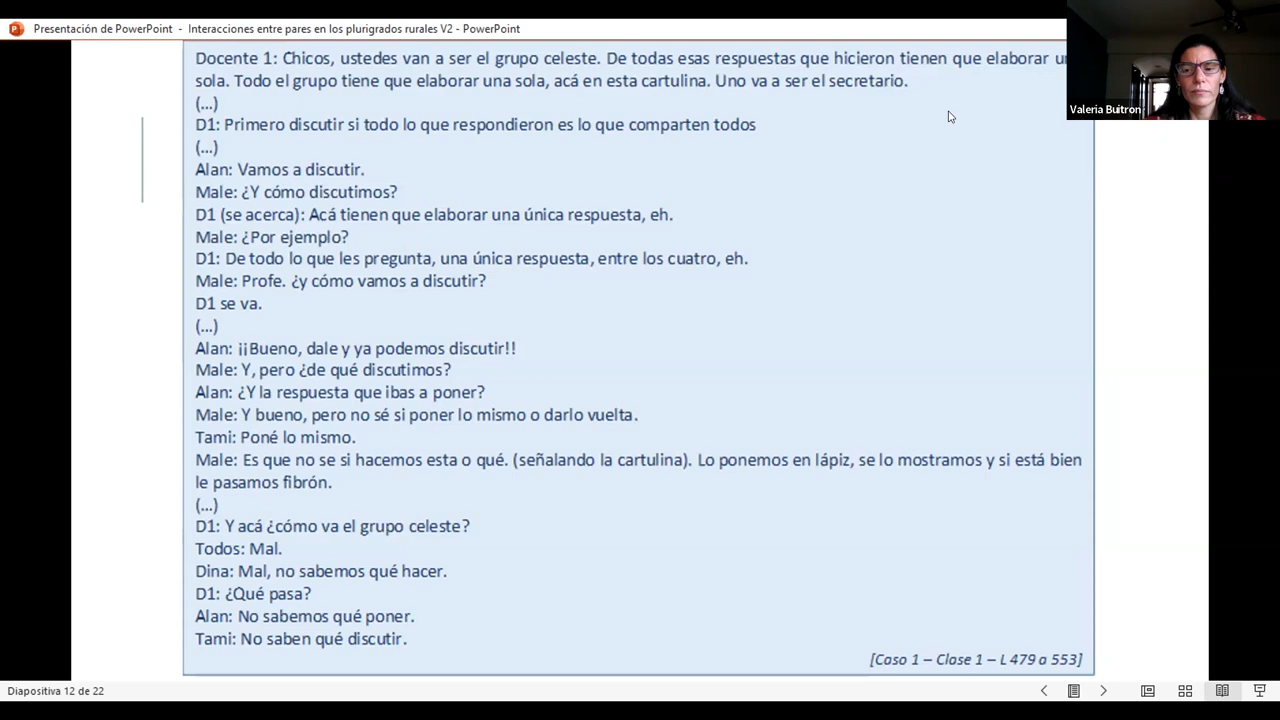 Presentación de PowerPoint - Interacciones entre pares en los plurigrados rurales V2 - PowerPoint
Valeria Buitron
Docente 1: Chicos, ustedes van a ser el grupo celeste. De todas esas respuestas que hicieron tienen que elaborar
sola. Todo el grupo tiene que elaborar una sola, acá en esta cartulina. Uno va a ser el secretario.
(...)
D1: Primero discutir si todo lo que respondieron es lo que comparten todos
(...)
Alan: Vamos a discutir.
Male: ¿Y cómo discutimos?
D1 (se acerca): Acá tienen que elaborar una única respuesta, eh.
Male: ¿Por ejemplo?
D1: De todo lo que les pregunta, una única respuesta, entre los cuatro, eh.
Male: Profe. ¿y cómo vamos a discutir?
D1 se va.
(...)
Alan: ¡¡Bueno, dale y ya podemos discutir!!
Male: Y, pero ¿de qué discutimos?
Alan: ¿Y la respuesta que ibas a poner?
Male: Y bueno, pero no sé si poner lo mismo o darlo vuelta.
Tami: Poné lo mismo.
Male: Es que no se si hacemos esta o qué. (señalando la cartulina). Lo ponemos en lápiz, se lo mostramos y si está bien
le pasamos fibrón.
(...)
D1: Y acá ¿cómo va el grupo celeste?
Todos: Mal.
Dina: Mal, no sabemos qué hacer.
D1: ¿Qué pasa?
Alan: No sabemos qué poner.
Tami: No saben qué discutir.
[Caso 1 – Clase 1 – L 479 a 553]
Diapositiva 12 de 22